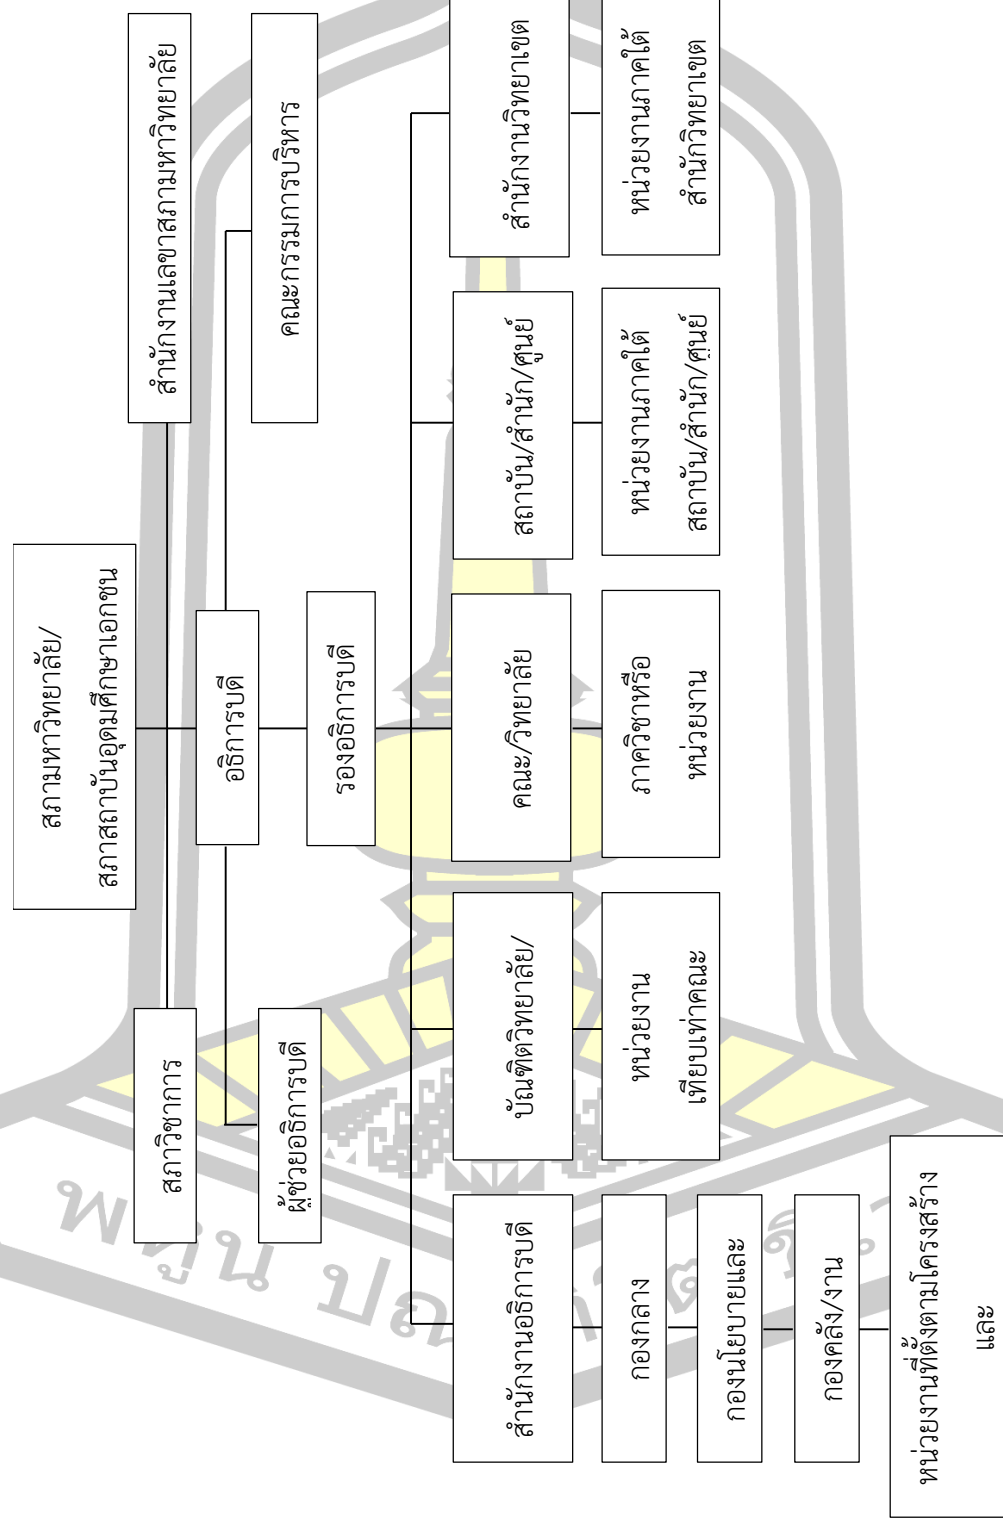 สภามหาวิทยาลัย/
สภาสถาบันอุดมศึกษาเอกชน
สภาวิชาการ
สำนักงานเลขาสภามหาวิทยาลัย
อธิการบดี
ผู้ช่วยอธิการบดี
คณะกรรมการบริหาร
รองอธิการบดี
สำนักงานอธิการบดี
บัณฑิตวิทยาลัย/
คณะ/วิทยาลัย
สถาบัน/สำนัก/ศูนย์
สำนักงานวิทยาเขต
กองกลาง
หน่วยงาน
เทียบเท่าคณะ
ภาควิชาหรือ
หน่วยงาน
หน่วยงานภาคใต้
สถาบัน/สำนัก/ศูนย์
หน่วยงานภาคใต้
สำนักวิทยาเขต
กองนโยบายและ
กองคลัง/งาน
หน่วยงานที่ตั้งตามโครงสร้าง
และ
พหูน ปณ